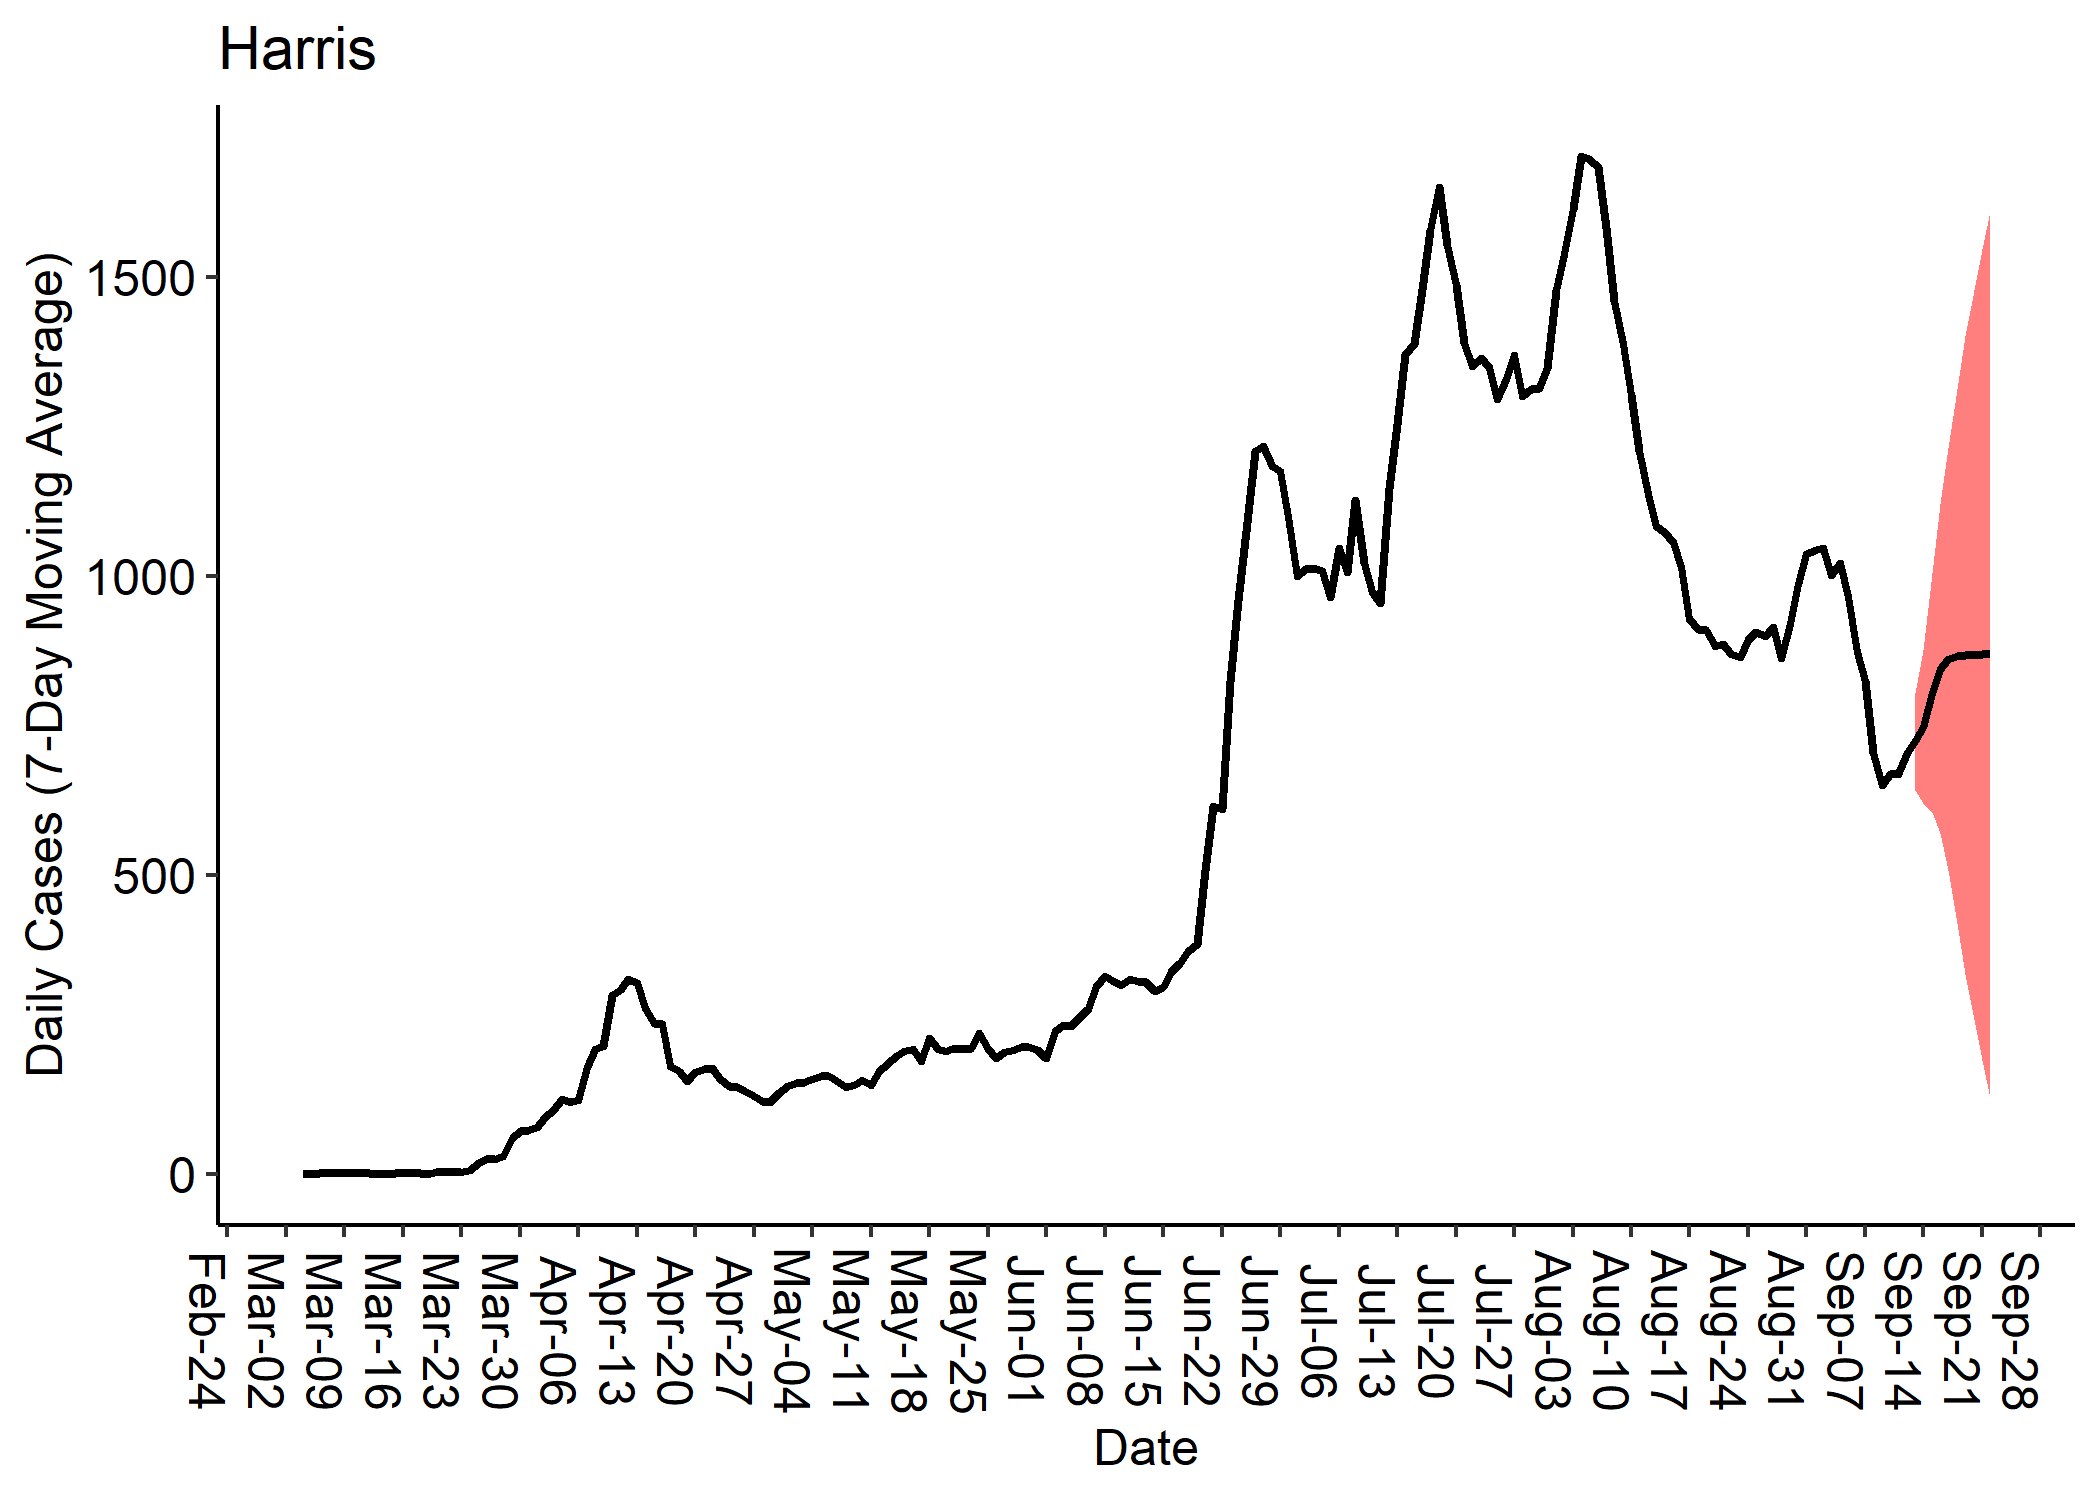 Harris
Daily Cases (7-Day Moving Average)
1500
1000
500
0
Feb-24
Mar-02
Mar-09
Mar-16
Mar-23
Mar-30
Apr-06
Apr-13
Apr-20
Apr-27
May-04
May-11
May-18
May-25
Jun-01
Jun-08
Jun-15
Jun-22
Jun-29
Jul-06
Jul-13
Jul-20
Jul-27
Aug-03
Aug-10
Aug-17
Aug-24
Aug-31
Sep-07
Sep-14
Sep-21
Sep-28
Date